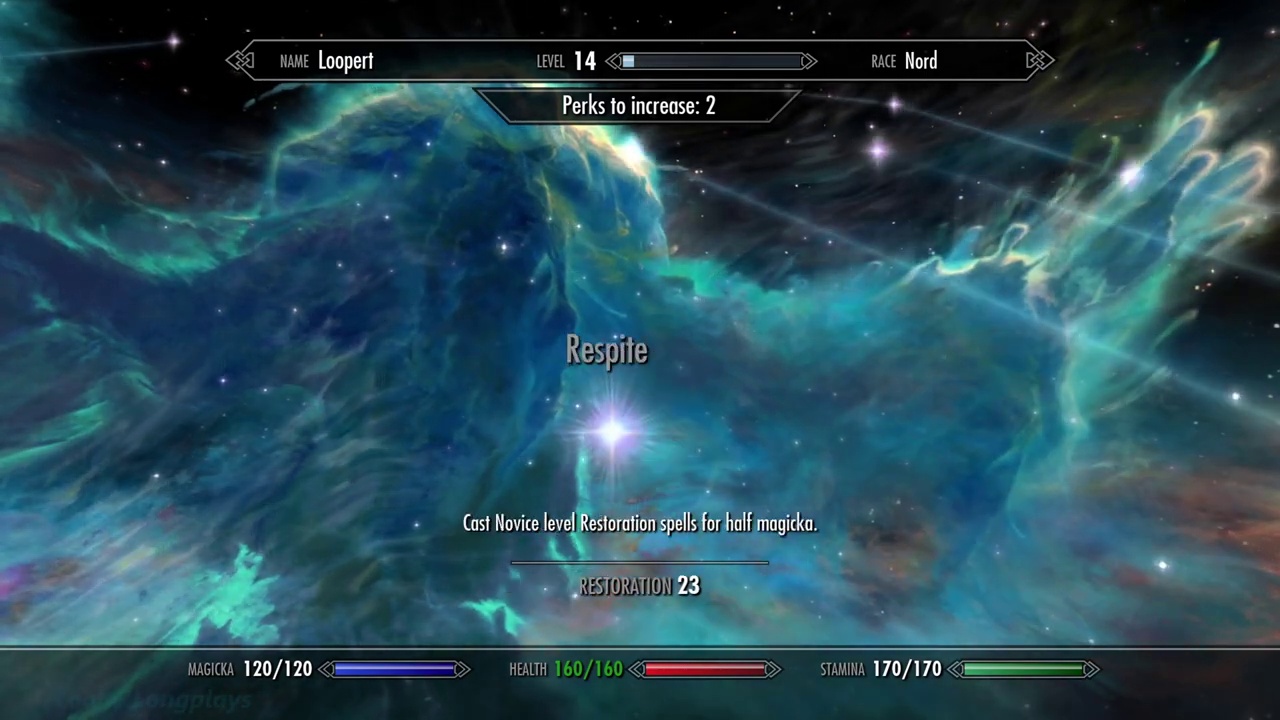 NAME Loopert LEVEL 14 RACE Nord
Perks to increase: 2
Respite
Cast Novice level Restoration spells for half magicka.
RESTORATION 23
MAGICKA 120/120 HEALTH 160/160 STAMINA 170/170